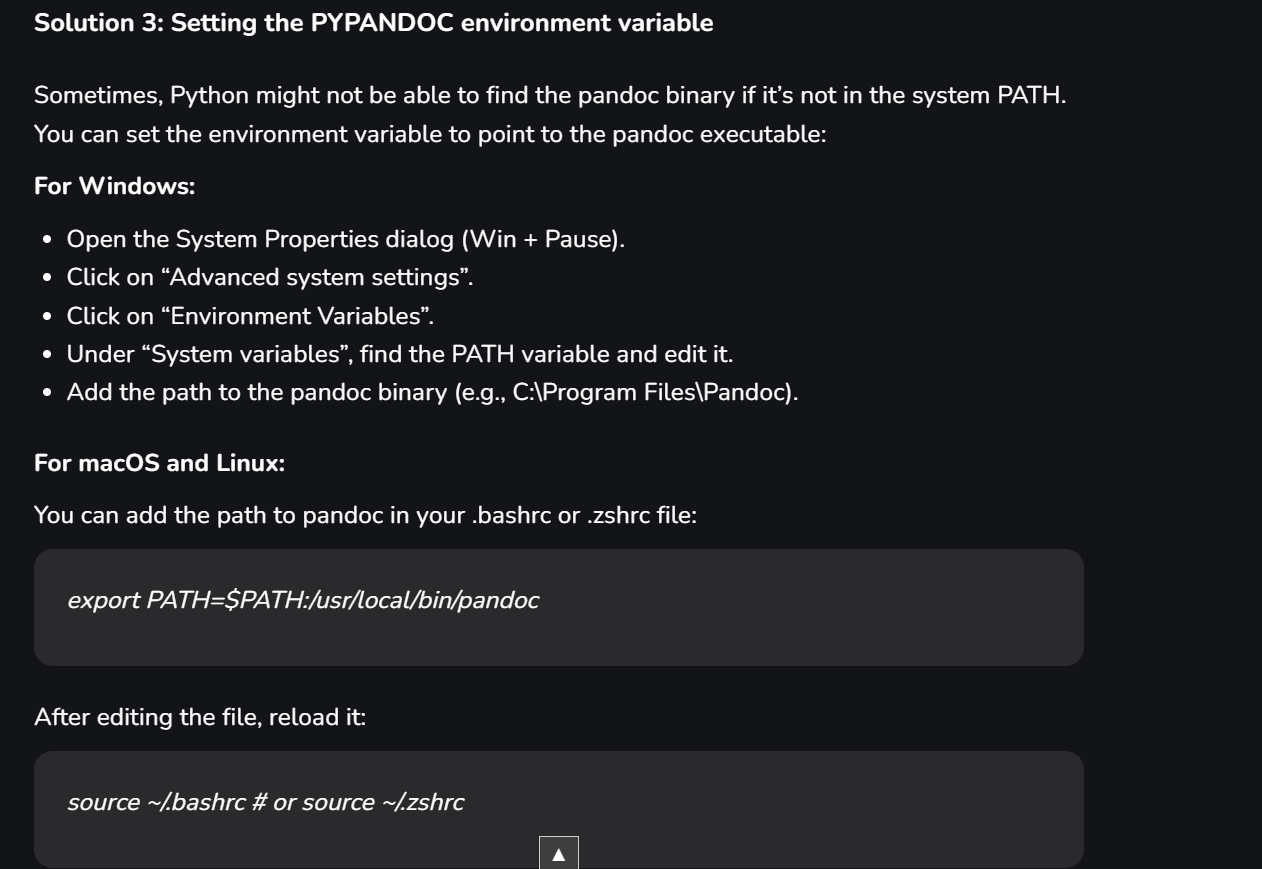 Solution 3: Setting the PYPANDOC environment variable
Sometimes, Python might not be able to find the pandoc binary if it’s not in the system PATH.
You can set the environment variable to point to the pandoc executable:
For Windows:
• Open the System Properties dialog (Win + Pause).
• Click on “Advanced system settings”.
• Click on “Environment Variables”.
• Under “System variables”, find the PATH variable and edit it.
• Add the path to the pandoc binary (e.g., C:\Program Files\Pandoc).
For macOS and Linux:
You can add the path to pandoc in your .bashrc or .zshrc file:
export PATH=$PATH:/usr/local/bin/pandoc
After editing the file, reload it:
source ~/.bashrc # or source ~/.zshrc
▲